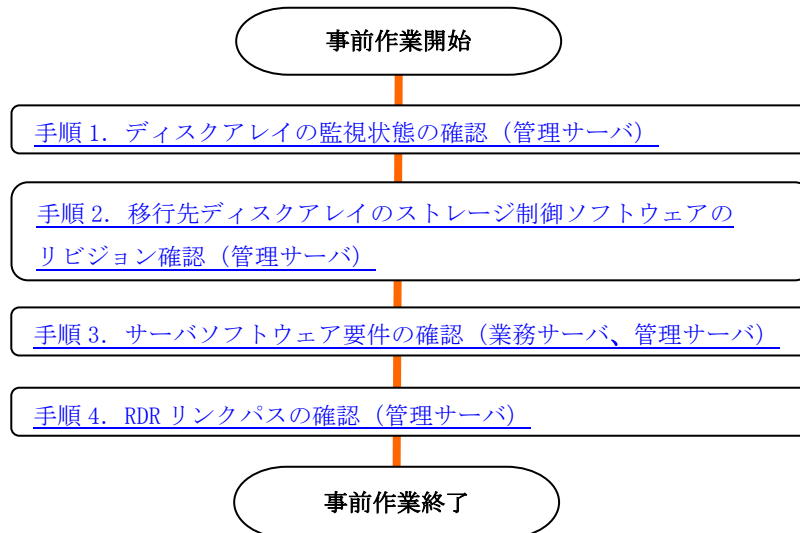 事前作業開始
手順 1. ディスクアレイの監視状態の確認（管理サーバ）
手順 2. 移行先ディスクアレイのストレージ制御ソフトウェアの
リビジョン確認（管理サーバ）
手順 3. サーバソフトウェア要件の確認（業務サーバ、管理サーバ）
手順 4. RDR リンクパスの確認（管理サーバ）
事前作業終了